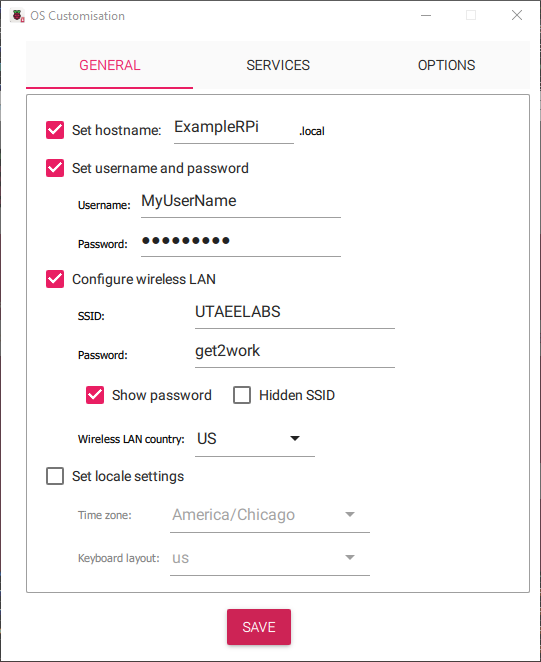 OS Customisation
GENERAL SERVICES OPTIONS
Set hostname: ExampleRPi .local
Set username and password
Username: MyUserName
Password: ●●●●●●●●●
Configure wireless LAN
SSID: UTAEELABS
Password: get2work
Show password Hidden SSID
Wireless LAN country: US
Set locale settings
Time zone: America/Chicago
Keyboard layout: us
SAVE